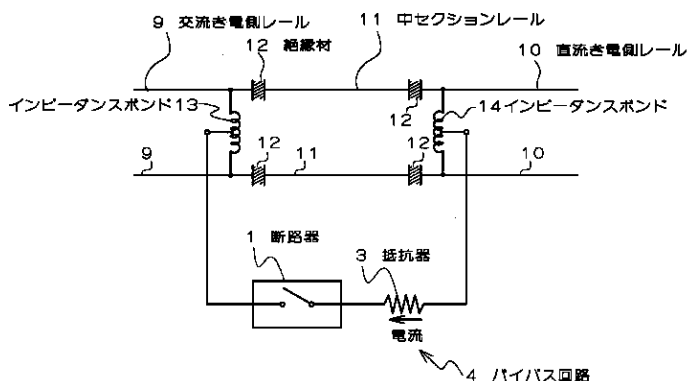 9 交流き電側レール
11 中セクションレール
12 絶縁材
10 直流き電側レール
インピーダンスボンド13
12
14インピーダンスボンド
9
12
11
12
10
1 断路器
3 抵抗器
電流
4 バイパス回路